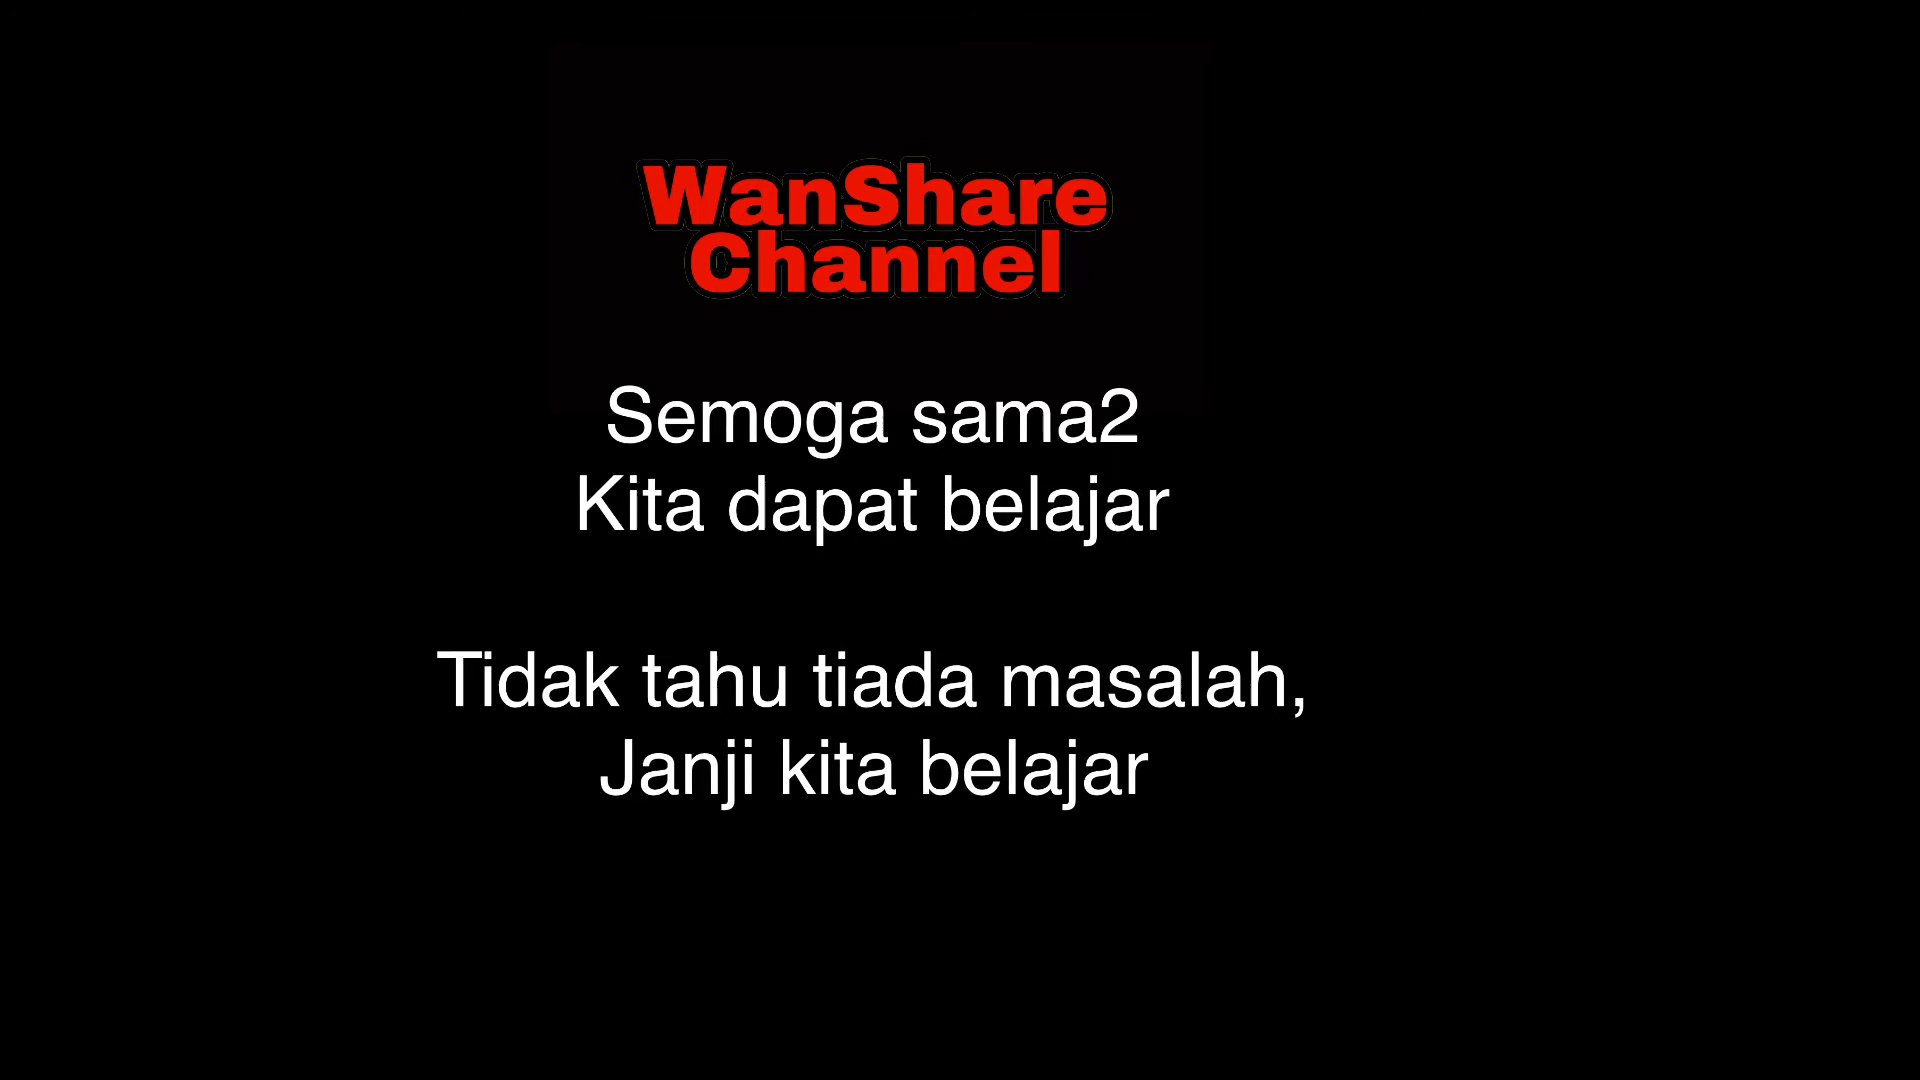 WanShare
Channel
Semoga sama2
Kita dapat belajar
Tidak tahu tiada masalah,
Janji kita belajar